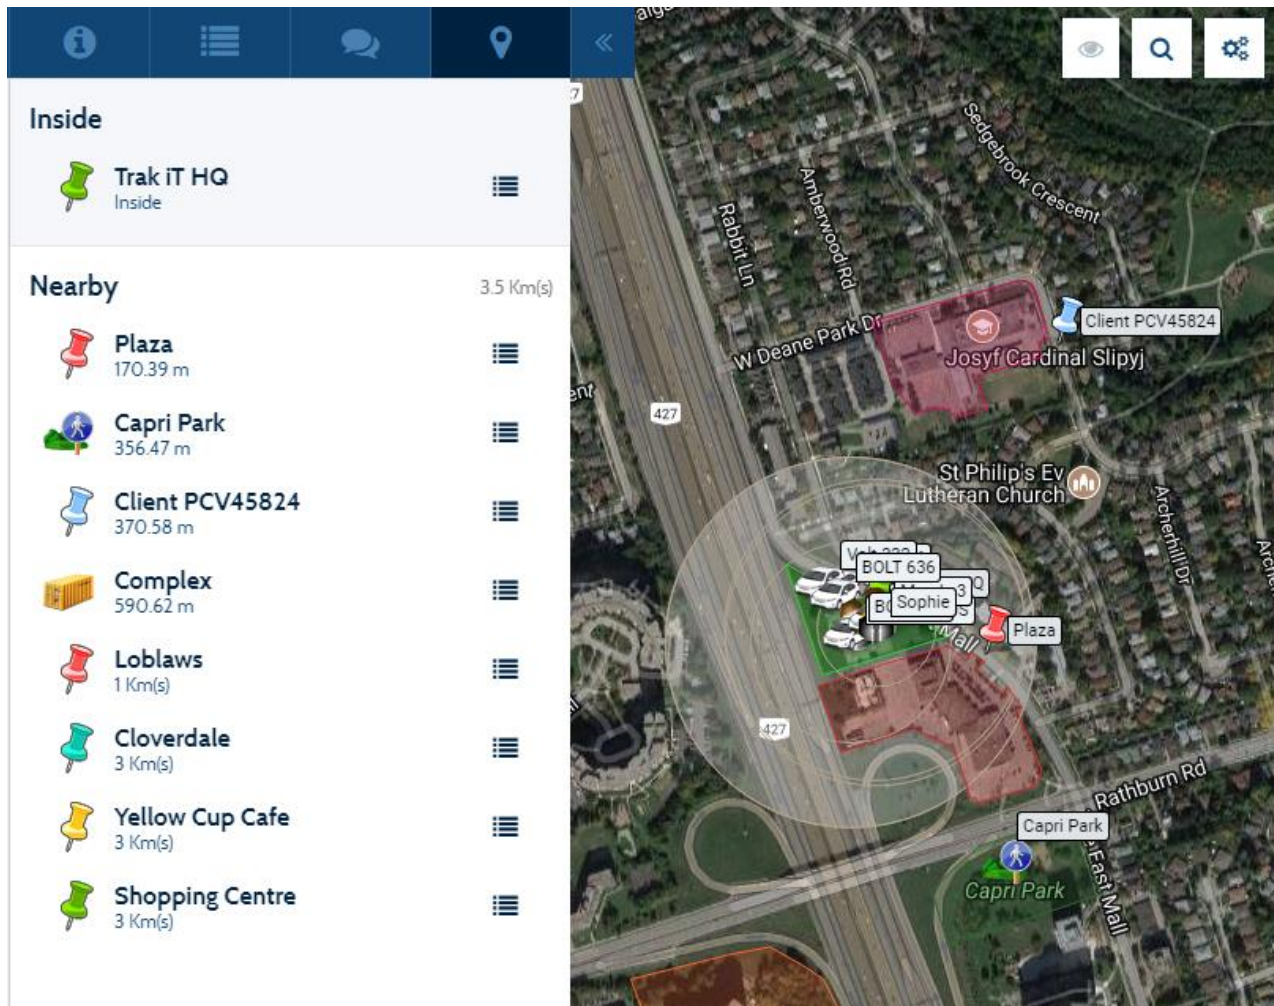 Inside
Trak iT HQ
Inside
Nearby
3.5 Km(s)
Plaza
170.39 m
Capri Park
356.47 m
Client PCV45824
370.58 m
Complex
590.62 m
Loblaws
1 Km(s)
Cloverdale
3 Km(s)
Yellow Cup Cafe
3 Km(s)
Shopping Centre
3 Km(s)
Sedgebrook Crescent
Amberwood Rd
Rabbit Ln
W Deane Park Dr
Client PCV45824
Josyf Cardinal Slipyj
427
St Philip's Ev
Lutheran Church
Archerhill Dr
BOLT 636
Sophie
Plaza
Mall
427
Rathburn Rd
Capri Park
East Mall
Capri Park